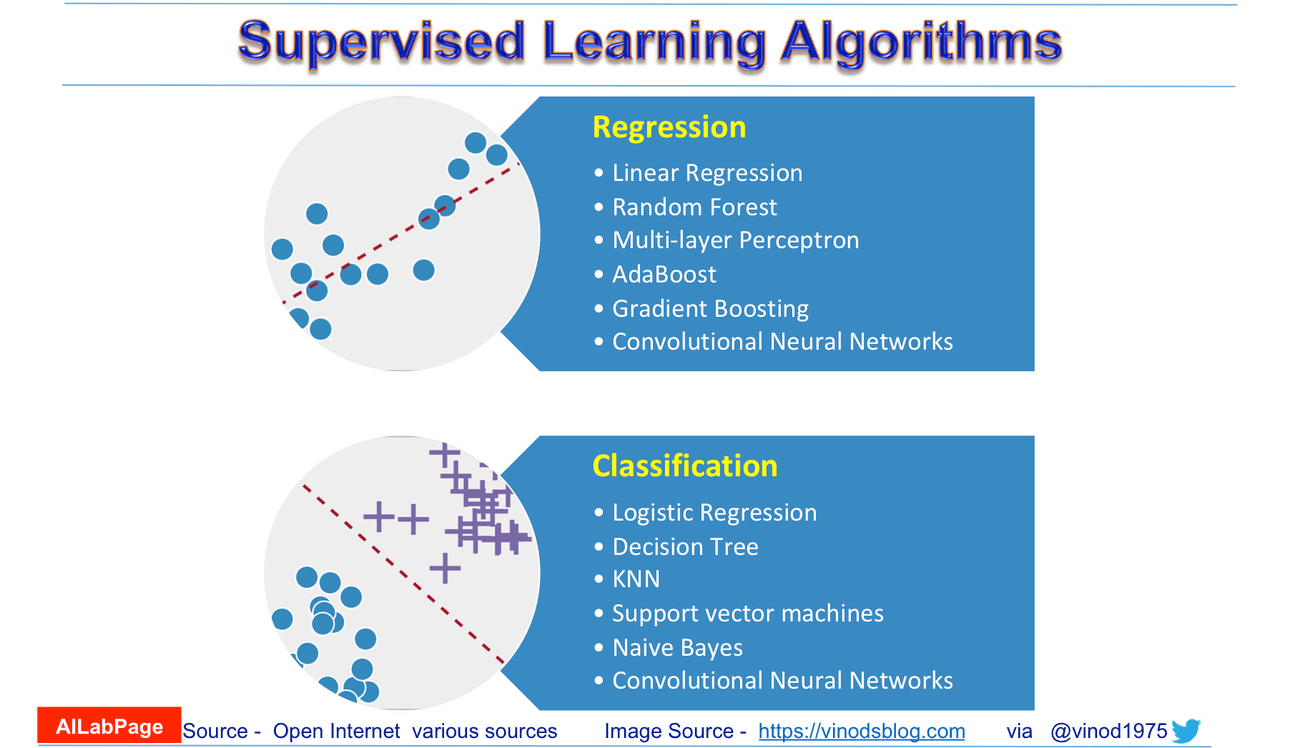 Supervised Learning Algorithms
Regression
• Linear Regression
• Random Forest
• Multi-layer Perceptron
• AdaBoost
• Gradient Boosting
• Convolutional Neural Networks
Classification
• Logistic Regression
• Decision Tree
• KNN
• Support vector machines
• Naive Bayes
• Convolutional Neural Networks
AILabPage Source - Open Internet various sources Image Source - https://vinodsblog.com via @vinod1975